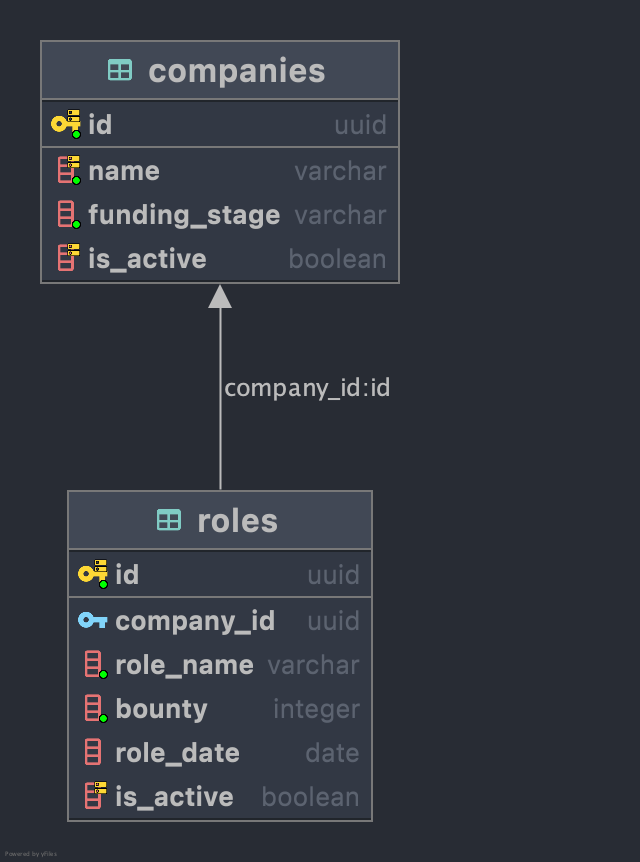 companies
id uuid
name varchar
funding_stage varchar
is_active boolean
company_id:id
roles
id uuid
company_id uuid
role_name varchar
bounty integer
role_date date
is_active boolean
Powered by yFiles